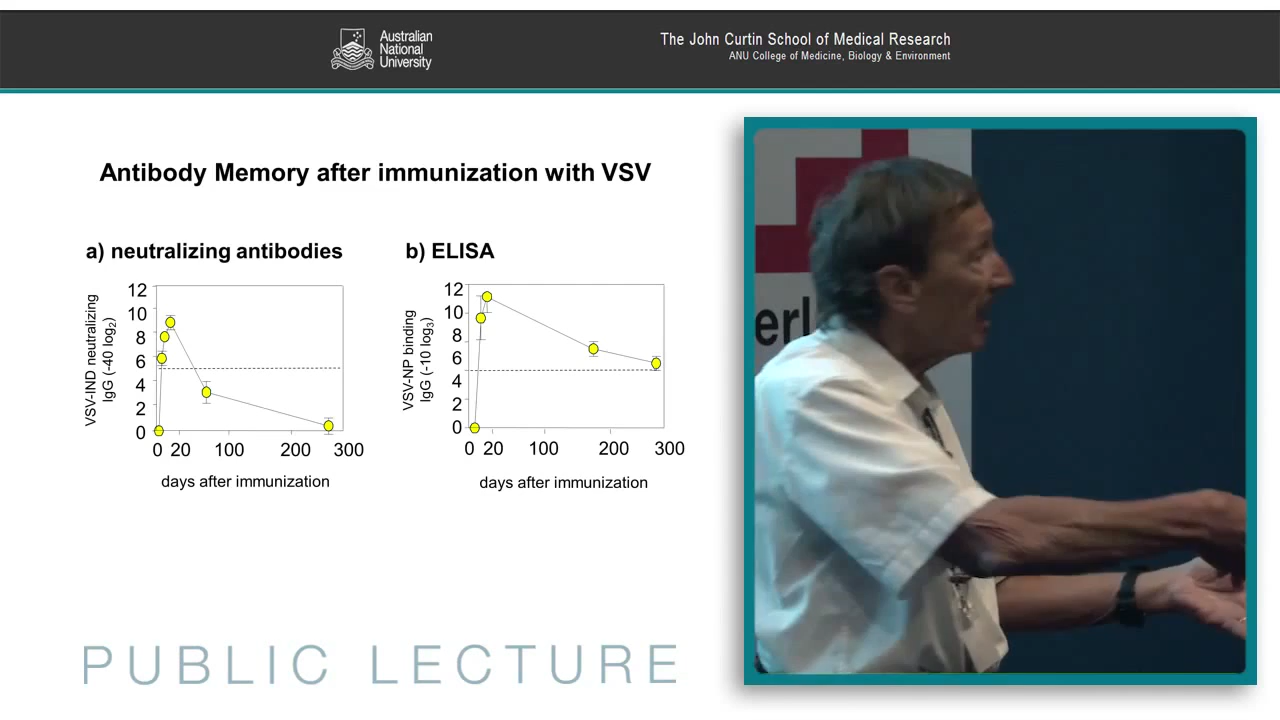 Australian
National
University
The John Curtin School of Medical Research
ANU College of Medicine, Biology & Environment
Antibody Memory after immunization with VSV
a) neutralizing antibodies
VSV-IND neutralizing
IgG (-40 log₂)
12
10
8
6
4
2
0
0 20 100 200 300
days after immunization
b) ELISA
VSV-NP binding
IgG (-10 log₃)
12
10
8
6
4
2
0
0 20 100 200 300
days after immunization
erl
PUBLIC LECTURE